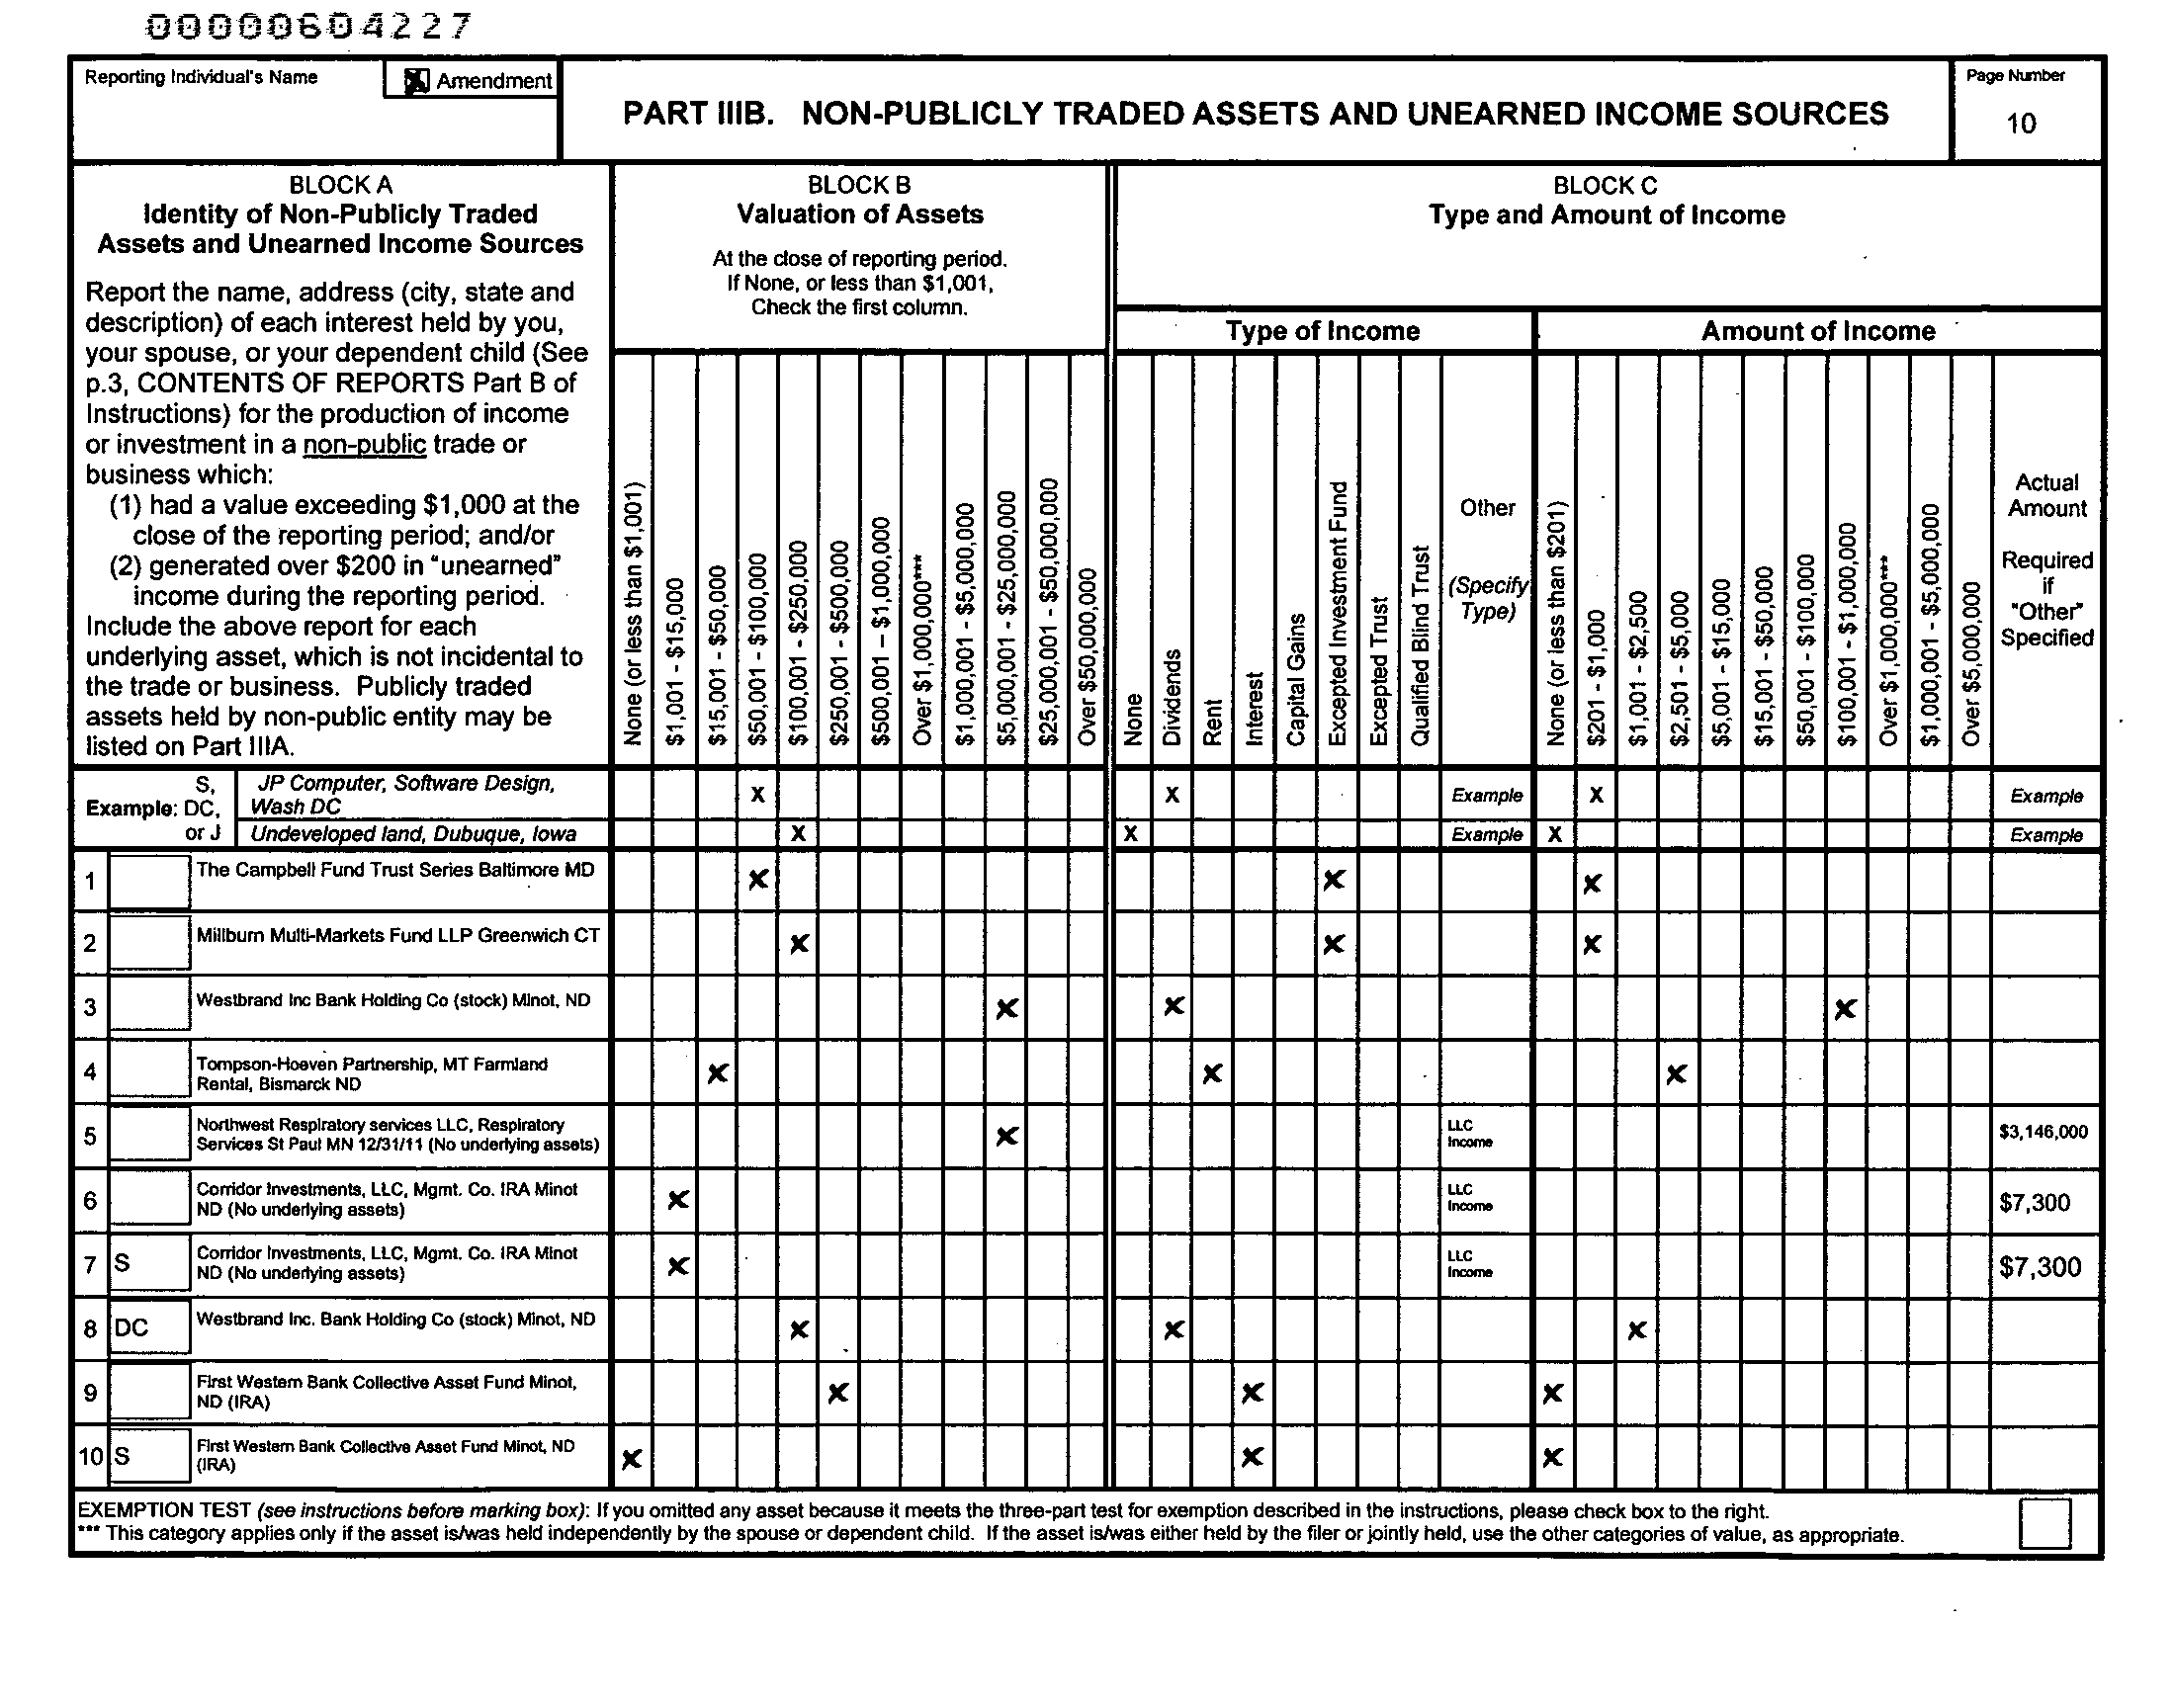 00000604227
Reporting Individual's Name
X Amendment
PART IIIB. NON-PUBLICLY TRADED ASSETS AND UNEARNED INCOME SOURCES
Page Number
10
BLOCK A
Identity of Non-Publicly Traded
Assets and Unearned Income Sources
Report the name, address (city, state and
description) of each interest held by you,
your spouse, or your dependent child (See
p.3, CONTENTS OF REPORTS Part B of
Instructions) for the production of income
or investment in a non-public trade or
business which:
(1) had a value exceeding $1,000 at the
close of the reporting period; and/or
(2) generated over $200 in "unearned"
income during the reporting period.
Include the above report for each
underlying asset, which is not incidental to
the trade or business. Publicly traded
assets held by non-public entity may be
listed on Part IIIA.
BLOCK B
Valuation of Assets
At the close of reporting period.
If None, or less than $1,001,
Check the first column.
None (or less than $1,001)
$1,001 - $15,000
$15,001 - $50,000
$50,001 - $100,000
$100,001 - $250,000
$250,001 - $500,000
$500,001 – $1,000,000
Over $1,000,000***
$1,000,001 - $5,000,000
$5,000,001 - $25,000,000
$25,000,001 - $50,000,000
Over $50,000,000
BLOCK C
Type and Amount of Income
Type of Income
Amount of Income
None
Dividends
Rent
Interest
Capital Gains
Excepted Investment Fund
Excepted Trust
Qualified Blind Trust
Other
(Specify
Type)
None (or less than $201)
$201 - $1,000
$1,001 - $2,500
$2,501 - $5,000
$5,001 - $15,000
$15,001 - $50,000
$50,001 - $100,000
$100,001 - $1,000,000
Over $1,000,000***
$1,000,001 - $5,000,000
Over $5,000,000
Actual
Amount
Required
if
"Other"
Specified
S,
Example: DC,
or J
JP Computer, Software Design,
Wash DC
X X Example X Example
Undeveloped land, Dubuque, Iowa X X Example X Example
1 The Campbell Fund Trust Series Baltimore MD X X X
2 Millburn Multi-Markets Fund LLP Greenwich CT X X X
3 Westbrand Inc Bank Holding Co (stock) Minot, ND X X X
4 Tompson-Hoeven Partnership, MT Farmland
Rental, Bismarck ND X X X
5 Northwest Respiratory services LLC, Respiratory
Services St Paul MN 12/31/11 (No underlying assets) X LLC
Income $3,146,000
6 Corridor Investments, LLC, Mgmt. Co. IRA Minot
ND (No underlying assets) X LLC
Income $7,300
7 S Corridor Investments, LLC, Mgmt. Co. IRA Minot
ND (No underlying assets) X LLC
Income $7,300
8 DC Westbrand Inc. Bank Holding Co (stock) Minot, ND X X X
9 First Western Bank Collective Asset Fund Minot,
ND (IRA) X X X
10 S First Western Bank Collective Asset Fund Minot, ND
(IRA) X X X
EXEMPTION TEST (see instructions before marking box): If you omitted any asset because it meets the three-part test for exemption described in the instructions, please check box to the right.
*** This category applies only if the asset is/was held independently by the spouse or dependent child. If the asset is/was either held by the filer or jointly held, use the other categories of value, as appropriate.